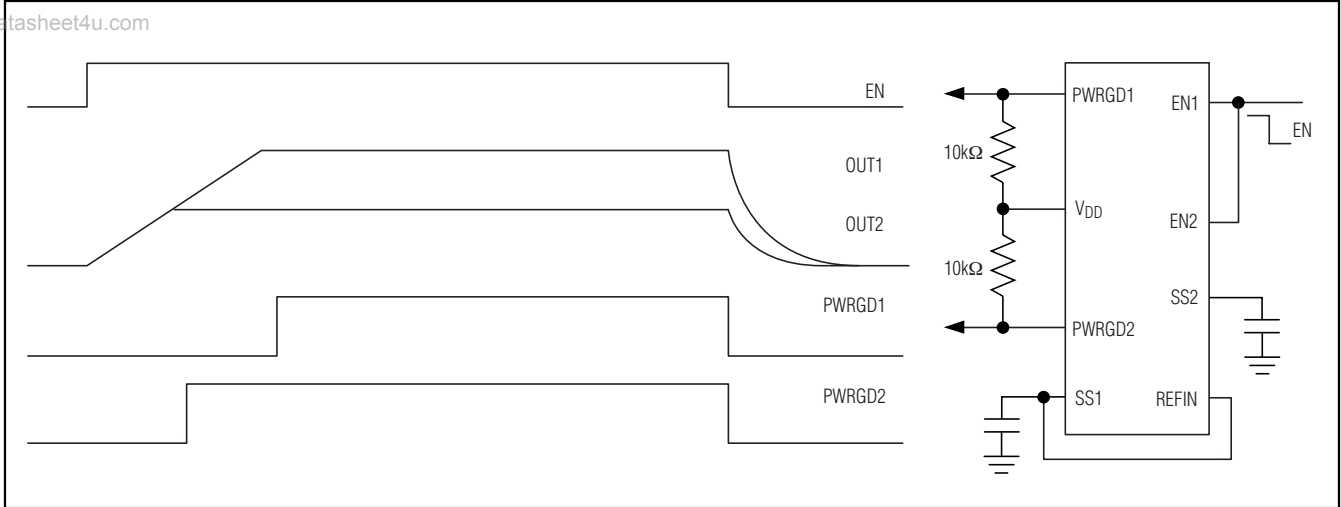 atasheet4u.com
EN
OUT1
OUT2
PWRGD1
PWRGD2
PWRGD1
EN1
EN
10kΩ
VDD
EN2
10kΩ
SS2
PWRGD2
SS1
REFIN